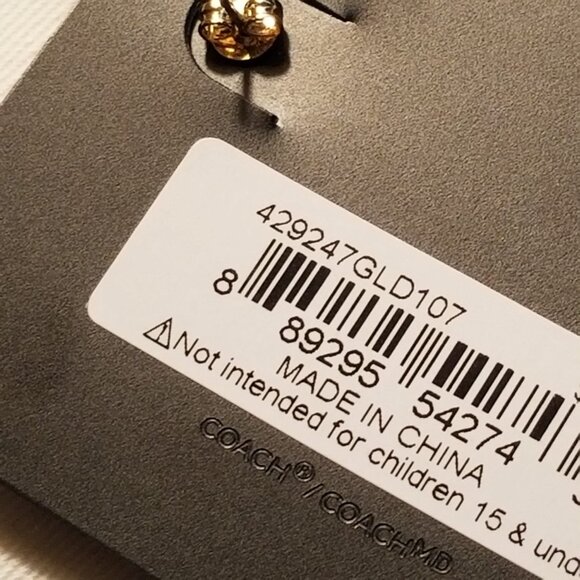 429247GLD107
8 89295 54274
MADE IN CHINA
⚠Not intended for children 15 &
COACH®/COACHMD